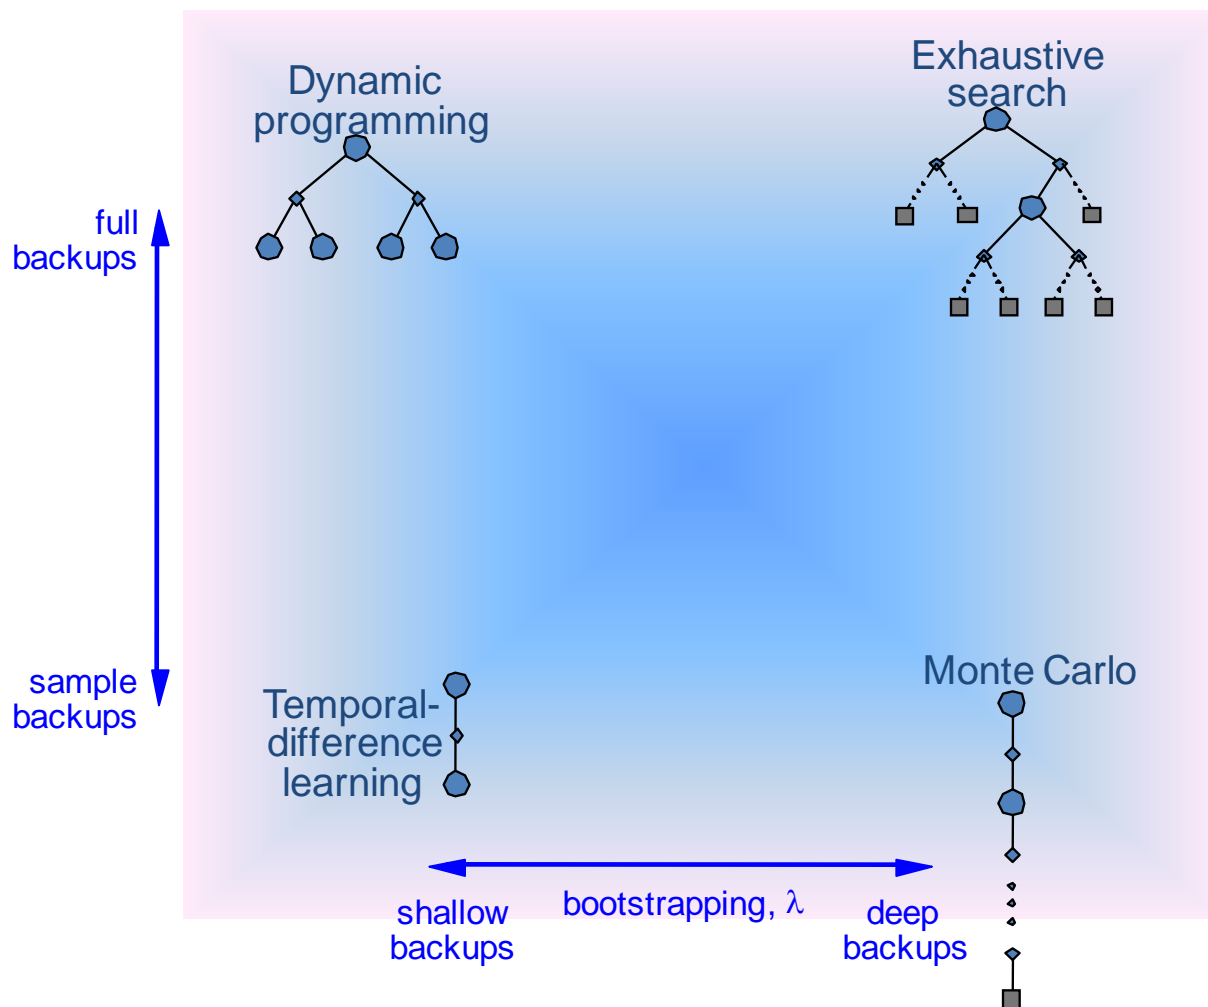 Dynamic
programming
Exhaustive
search
full
backups
sample
backups
Temporal-
difference
learning
Monte Carlo
bootstrapping, λ
shallow
backups
deep
backups